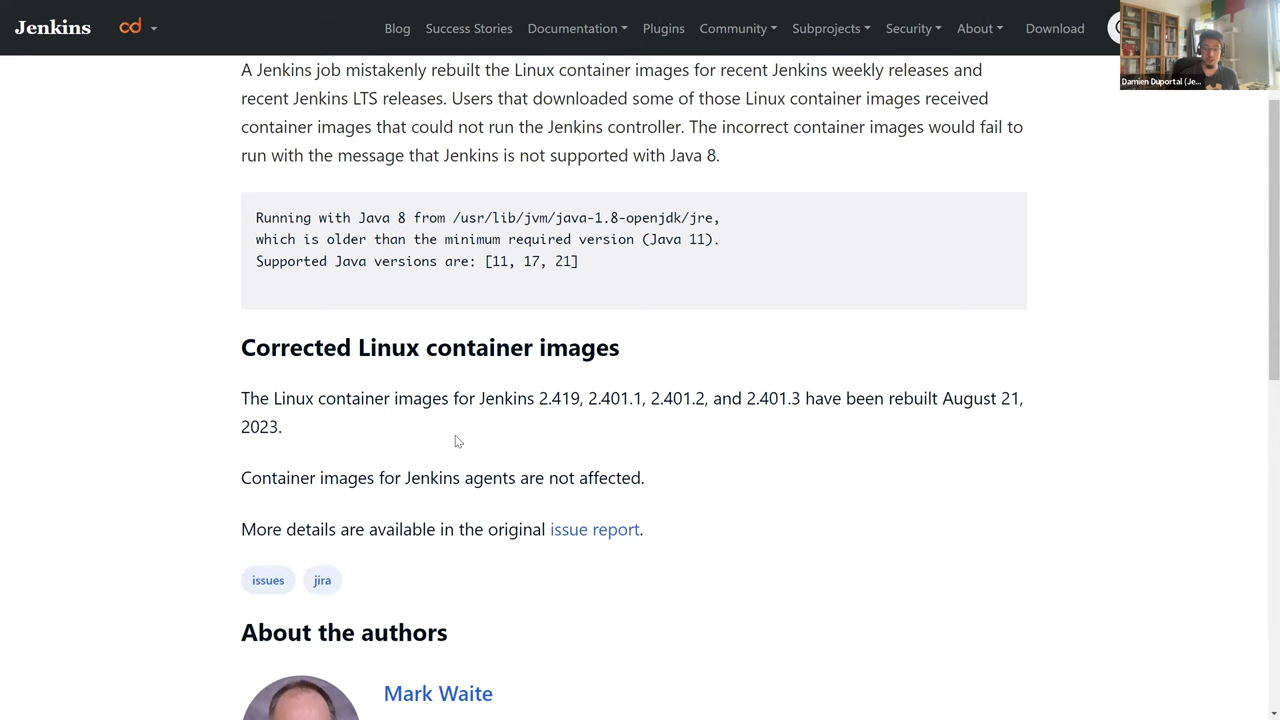 Jenkins
cd
Blog Success Stories Documentation Plugins Community Subprojects Security About Download
Damien Duportal (Je...
A Jenkins job mistakenly rebuilt the Linux container images for recent Jenkins weekly releases and
recent Jenkins LTS releases. Users that downloaded some of those Linux container images received
container images that could not run the Jenkins controller. The incorrect container images would fail to
run with the message that Jenkins is not supported with Java 8.
Running with Java 8 from /usr/lib/jvm/java-1.8-openjdk/jre,
which is older than the minimum required version (Java 11).
Supported Java versions are: [11, 17, 21]
Corrected Linux container images
The Linux container images for Jenkins 2.419, 2.401.1, 2.401.2, and 2.401.3 have been rebuilt August 21,
2023.
Container images for Jenkins agents are not affected.
More details are available in the original issue report.
issues jira
About the authors
Mark Waite